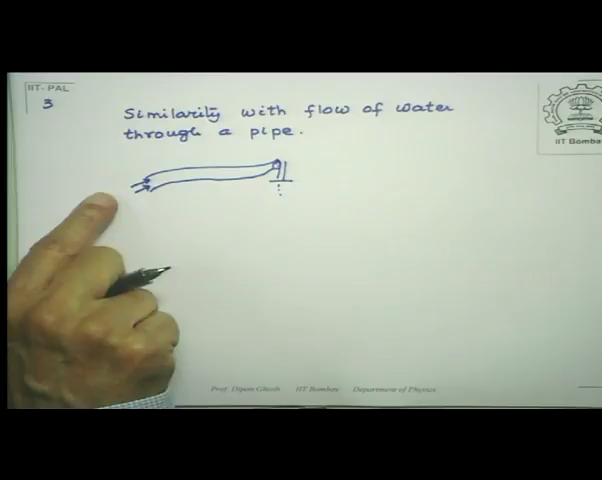 IIT- PAL
3
Similarity with flow of water
through a pipe.
IIT Bombay
Prof. Dipan Ghosh IIT Bombay Department of Physics